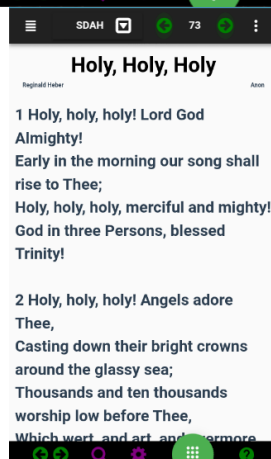 SDAH 73
Holy, Holy, Holy
Reginald Heber Anon
1 Holy, holy, holy! Lord God
Almighty!
Early in the morning our song shall
rise to Thee;
Holy, holy, holy, merciful and mighty!
God in three Persons, blessed
Trinity!
2 Holy, holy, holy! Angels adore
Thee,
Casting down their bright crowns
around the glassy sea;
Thousands and ten thousands
worship low before Thee,
Which wert, and art, and